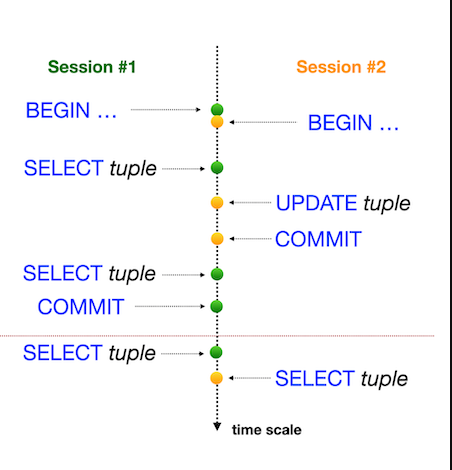 Session #1
Session #2
BEGIN …
BEGIN …
SELECT tuple
UPDATE tuple
COMMIT
SELECT tuple
COMMIT
SELECT tuple
SELECT tuple
time scale